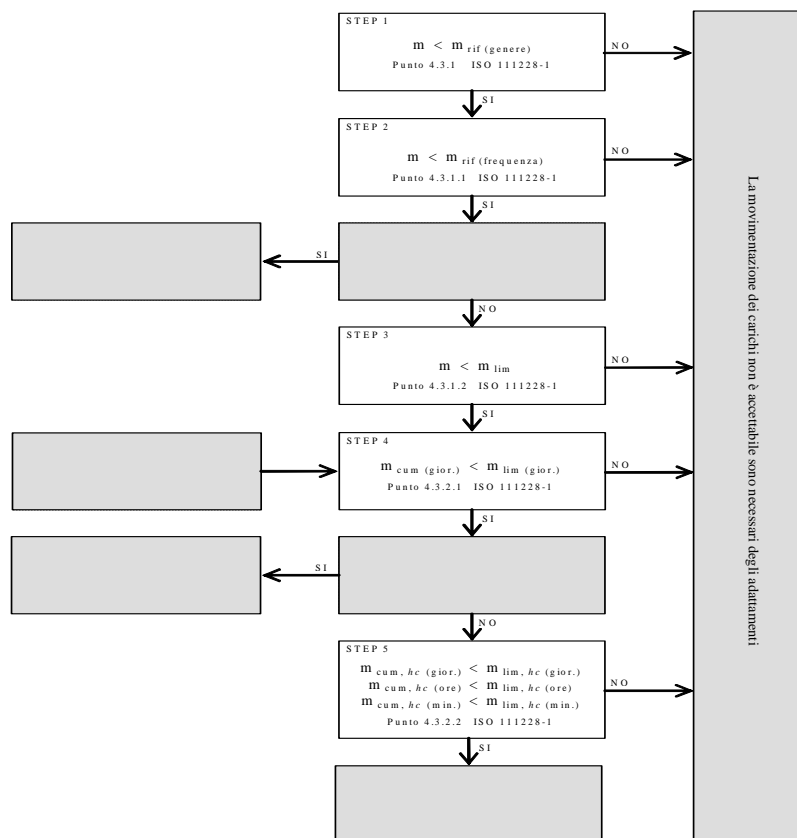 STEP 1
m < m rif (genere)
Punto 4.3.1 ISO 111228-1
NO
SI
STEP 2
m < m rif (frequenza)
Punto 4.3.1.1 ISO 111228-1
NO
SI
SI
NO
STEP 3
m < m lim
Punto 4.3.1.2 ISO 111228-1
NO
SI
STEP 4
m cum (gior.) < m lim (gior.)
Punto 4.3.2.1 ISO 111228-1
NO
SI
SI
NO
STEP 5
m cum, hc (gior.) < m lim, hc (gior.)
m cum, hc (ore) < m lim, hc (ore)
m cum, hc (min.) < m lim, hc (min.)
Punto 4.3.2.2 ISO 111228-1
NO
SI
La movimentazione dei carichi non è accettabile sono necessari degli adattamenti